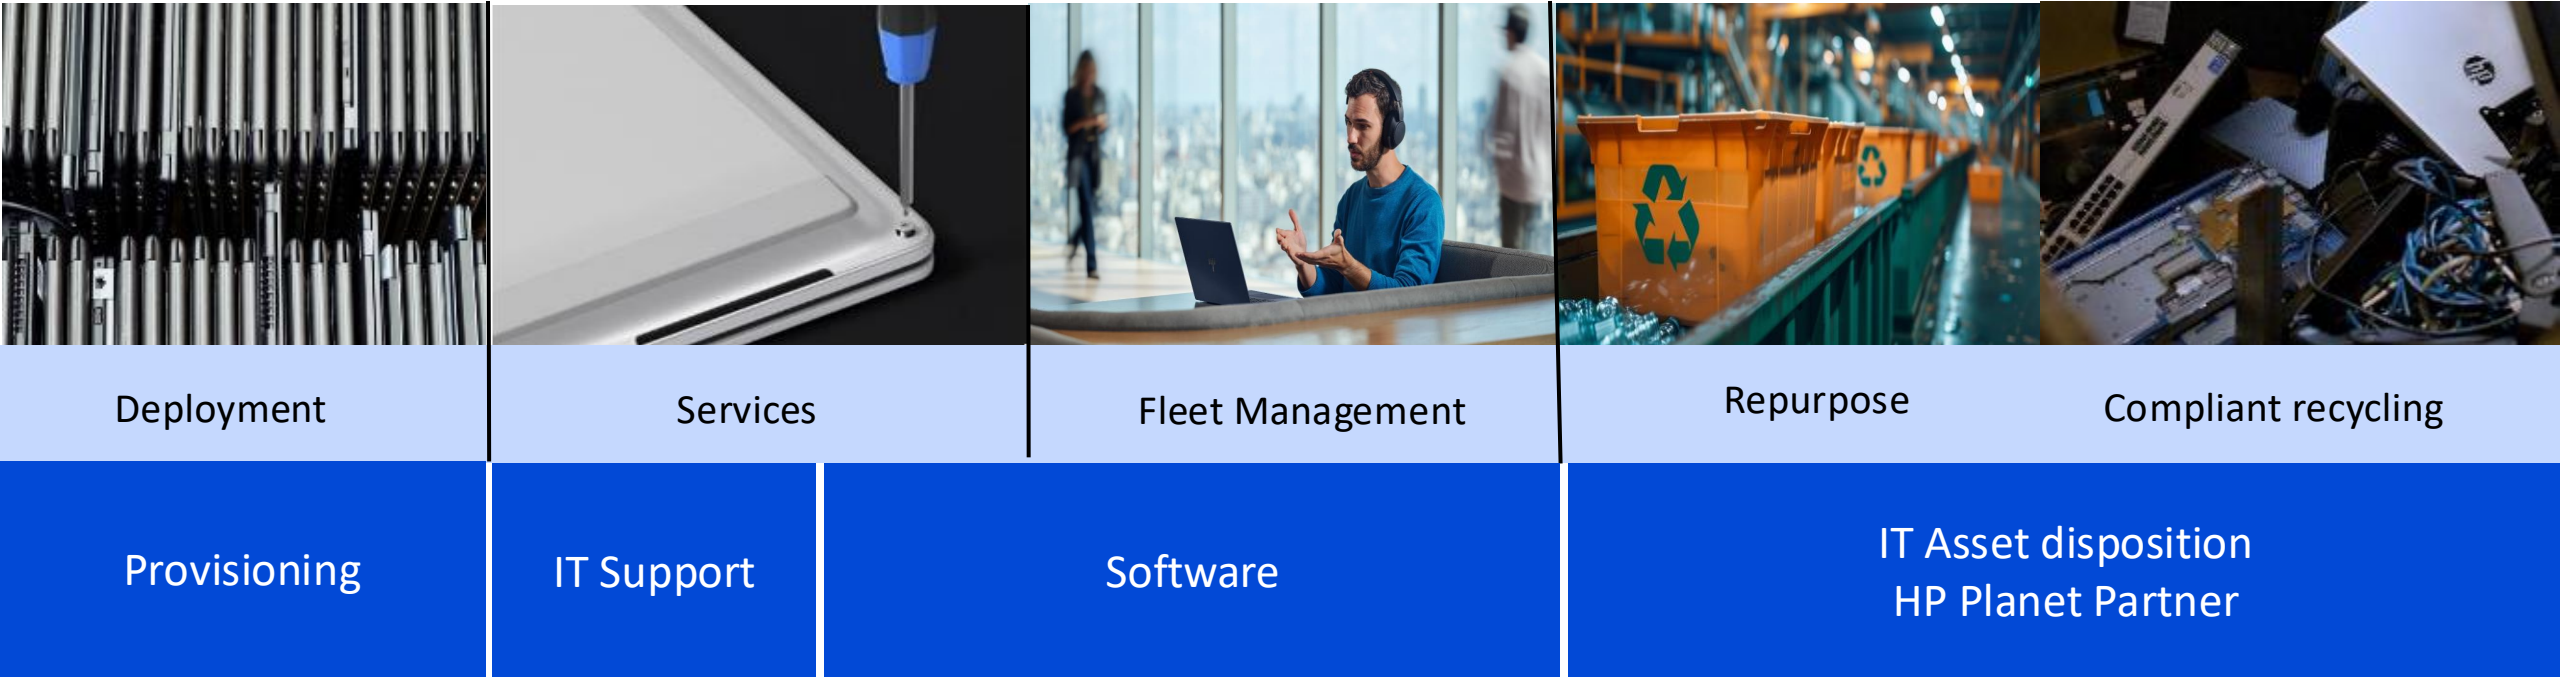 Deployment
Services
Fleet Management
Repurpose
Compliant recycling
Provisioning
IT Support
Software
IT Asset disposition
HP Planet Partner